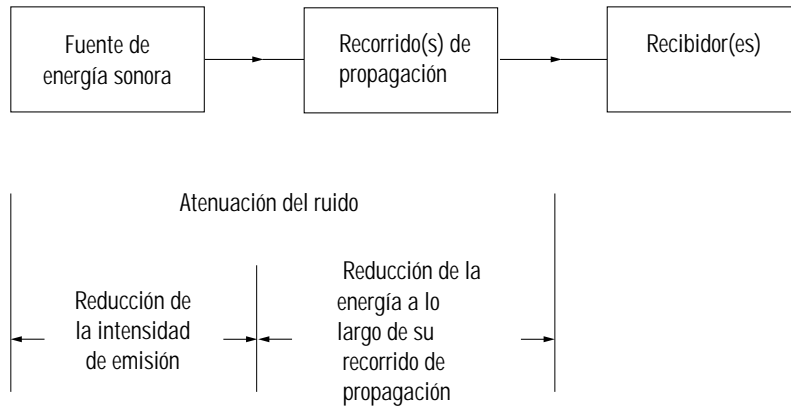 Fuente de
energía sonora
Recorrido(s) de
propagación
Recibidor(es)
Atenuación del ruido
Reducción de
la intensidad
de emisión
Reducción de la
energía a lo
largo de su
recorrido de
propagación